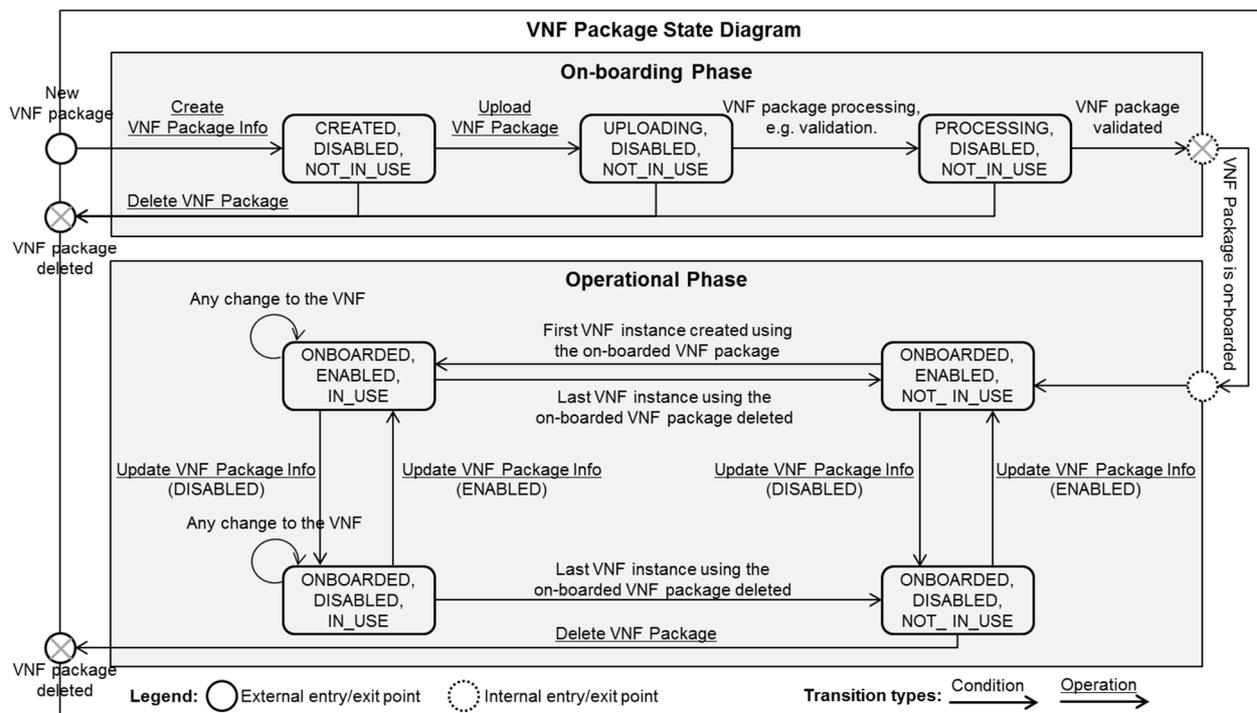 VNF Package State Diagram
On-boarding Phase
New
VNF package
Create
VNF Package Info
CREATED,
DISABLED,
NOT_IN_USE
Upload
VNF Package
UPLOADING,
DISABLED,
NOT_IN_USE
VNF package processing,
e.g. validation.
PROCESSING,
DISABLED,
NOT_IN_USE
VNF package
validated
Delete VNF Package
VNF package
deleted
VNF Package is on-boarded
Operational Phase
Any change to the VNF
ONBOARDED,
ENABLED,
IN_USE
First VNF instance created using
the on-boarded VNF package
Last VNF instance using the
on-boarded VNF package deleted
ONBOARDED,
ENABLED,
NOT_ IN_USE
Update VNF Package Info
(DISABLED)
Update VNF Package Info
(ENABLED)
Update VNF Package Info
(DISABLED)
Update VNF Package Info
(ENABLED)
Any change to the VNF
ONBOARDED,
DISABLED,
IN_USE
Last VNF instance using the
on-boarded VNF package deleted
ONBOARDED,
DISABLED,
NOT_ IN_USE
Delete VNF Package
VNF package
deleted
Legend:
External entry/exit point
Internal entry/exit point
Transition types:
Condition
Operation